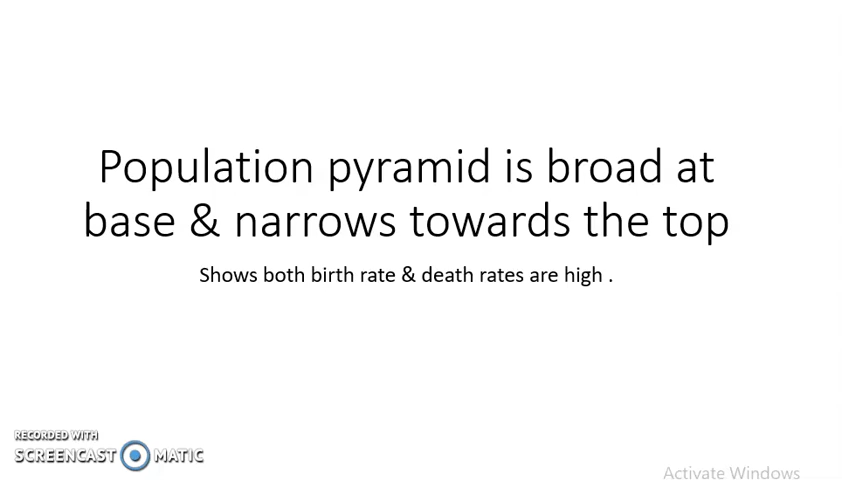 Population pyramid is broad at
base & narrows towards the top
Shows both birth rate & death rates are high .
RECORDED WITH
SCREENCAST MATIC
Activate Windows